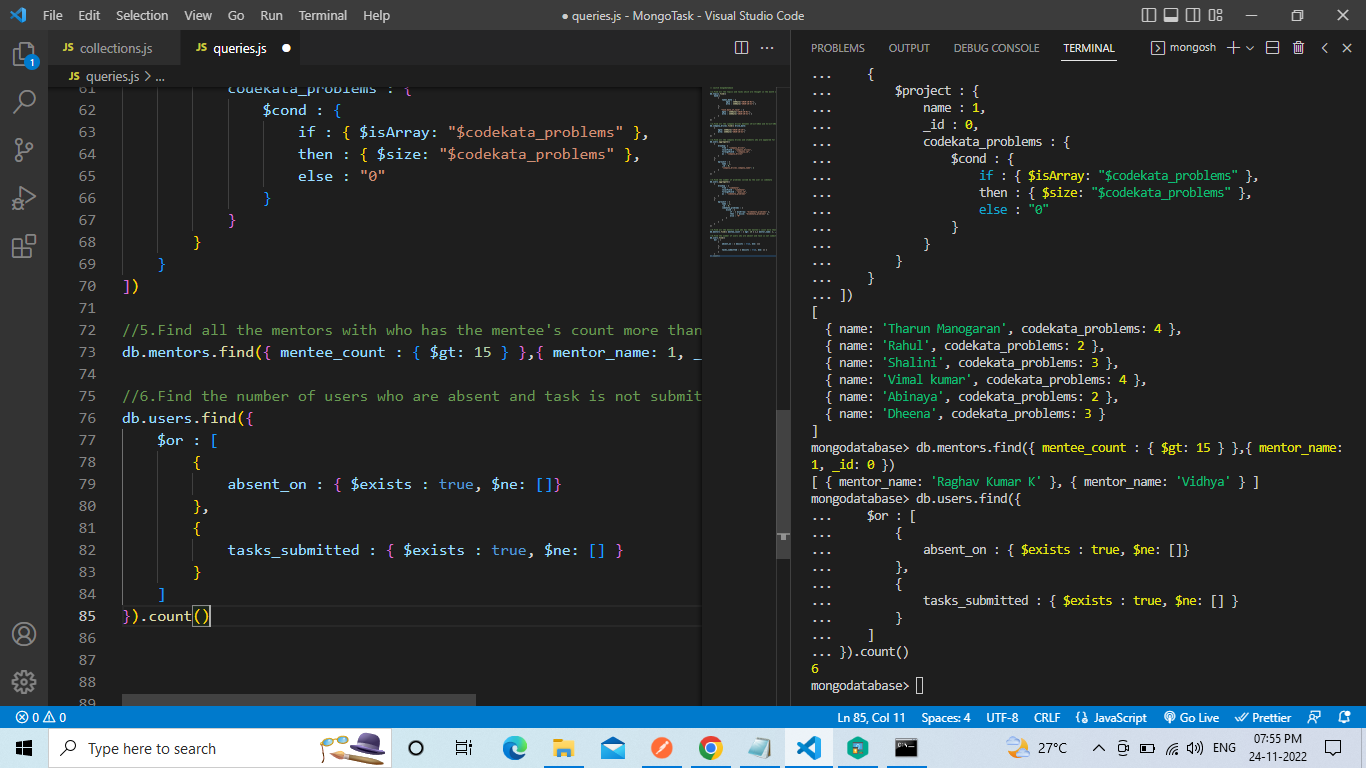 File Edit Selection View Go Run Terminal Help
● queries.js - MongoTask - Visual Studio Code
JS collections.js
JS queries.js ●
JS queries.js > ...
61 codekata_problems : {
62 $cond : {
63 if : { $isArray: "$codekata_problems" },
64 then : { $size: "$codekata_problems" },
65 else : "0"
66 }
67 }
68 }
69 }
70 ])
71
72 //5.Find all the mentors with who has the mentee's count more than
73 db.mentors.find({ mentee_count : { $gt: 15 } },{ mentor_name: 1, _
74
75 //6.Find the number of users who are absent and task is not submit
76 db.users.find({
77 $or : [
78 {
79 absent_on : { $exists : true, $ne: []}
80 },
81 {
82 tasks_submitted : { $exists : true, $ne: [] }
83 }
84 ]
85 }).count()
86
87
88
89
PROBLEMS OUTPUT DEBUG CONSOLE TERMINAL
mongosh
... {
... $project : {
... name : 1,
... _id : 0,
... codekata_problems : {
... $cond : {
... if : { $isArray: "$codekata_problems" },
... then : { $size: "$codekata_problems" },
... else : "0"
... }
... }
... }
... }
... ])
[
{ name: 'Tharun Manogaran', codekata_problems: 4 },
{ name: 'Rahul', codekata_problems: 2 },
{ name: 'Shalini', codekata_problems: 3 },
{ name: 'Vimal kumar', codekata_problems: 4 },
{ name: 'Abinaya', codekata_problems: 2 },
{ name: 'Dheena', codekata_problems: 3 }
]
mongodatabase> db.mentors.find({ mentee_count : { $gt: 15 } },{ mentor_name:
1, _id: 0 })
[ { mentor_name: 'Raghav Kumar K' }, { mentor_name: 'Vidhya' } ]
mongodatabase> db.users.find({
... $or : [
... {
... absent_on : { $exists : true, $ne: []}
... },
... {
... tasks_submitted : { $exists : true, $ne: [] }
... }
... ]
... }).count()
6
mongodatabase>
1
0 0
Ln 85, Col 11 Spaces: 4 UTF-8 CRLF {} JavaScript Go Live Prettier
Type here to search
27°C
ENG
07:55 PM
24-11-2022